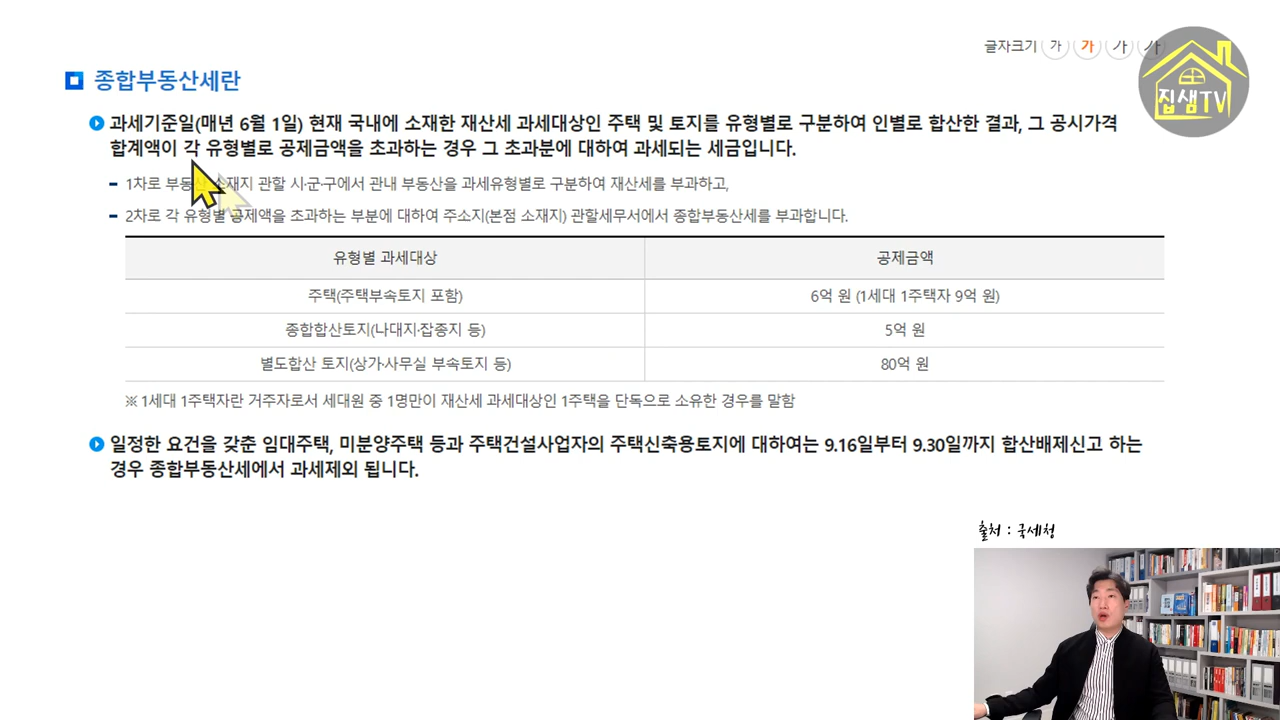 글자크기 가 가 가 가
집샘TV
종합부동산세란
과세기준일(매년 6월 1일) 현재 국내에 소재한 재산세 과세대상인 주택 및 토지를 유형별로 구분하여 인별로 합산한 결과, 그 공시가격
합계액이 각 유형별로 공제금액을 초과하는 경우 그 초과분에 대하여 과세되는 세금입니다.
1차로 부동산 소재지 관할 시·군·구에서 관내 부동산을 과세유형별로 구분하여 재산세를 부과하고,
2차로 각 유형별 공제액을 초과하는 부분에 대하여 주소지(본점 소재지) 관할세무서에서 종합부동산세를 부과합니다.
유형별 과세대상 공제금액
주택(주택부속토지 포함) 6억 원 (1세대 1주택자 9억 원)
종합합산토지(나대지·잡종지 등) 5억 원
별도합산 토지(상가·사무실 부속토지 등) 80억 원
※ 1세대 1주택자란 거주자로서 세대원 중 1명만이 재산세 과세대상인 1주택을 단독으로 소유한 경우를 말함
일정한 요건을 갖춘 임대주택, 미분양주택 등과 주택건설사업자의 주택신축용토지에 대하여는 9.16일부터 9.30일까지 합산배제신고 하는
경우 종합부동산세에서 과세제외 됩니다.
출처 : 국세청